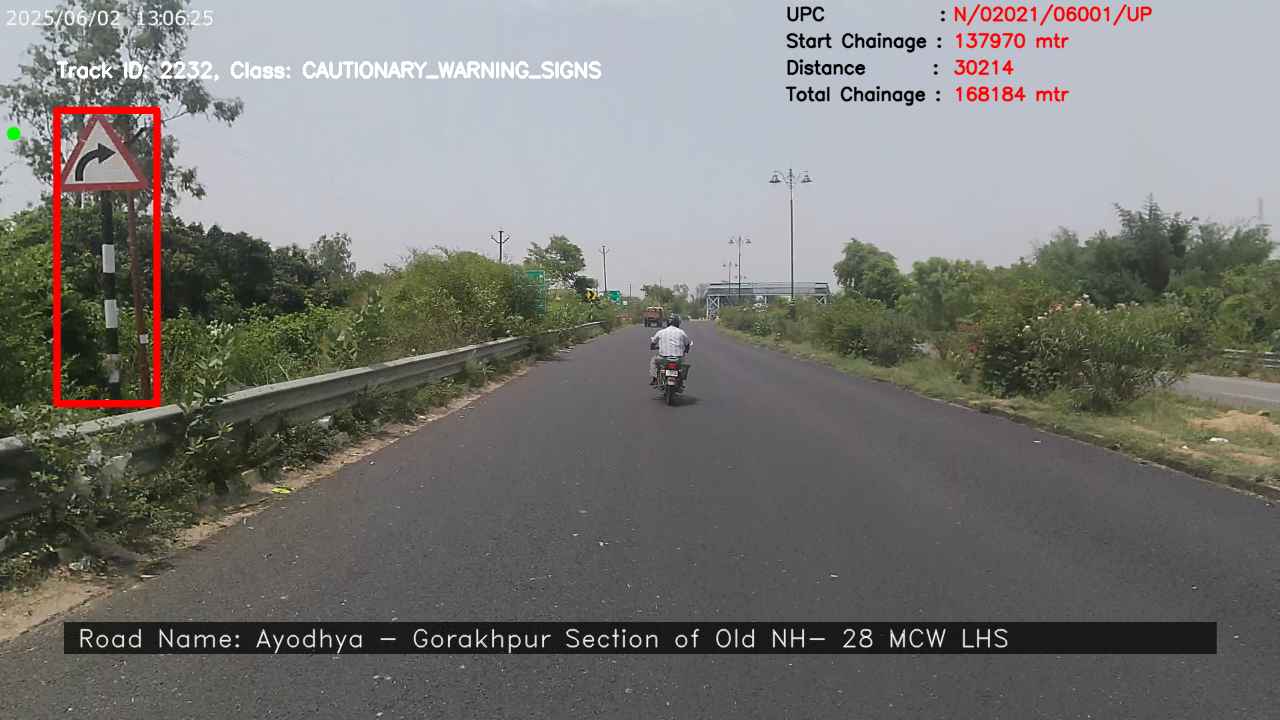 2025/06/02 13:06:25
UPC : N/02021/06001/UP
Start Chainage : 137970 mtr
Distance : 30214
Total Chainage : 168184 mtr
Track ID: 2232, Class: CAUTIONARY_WARNING_SIGNS
Road Name: Ayodhya - Gorakhpur Section of Old NH- 28 MCW LHS